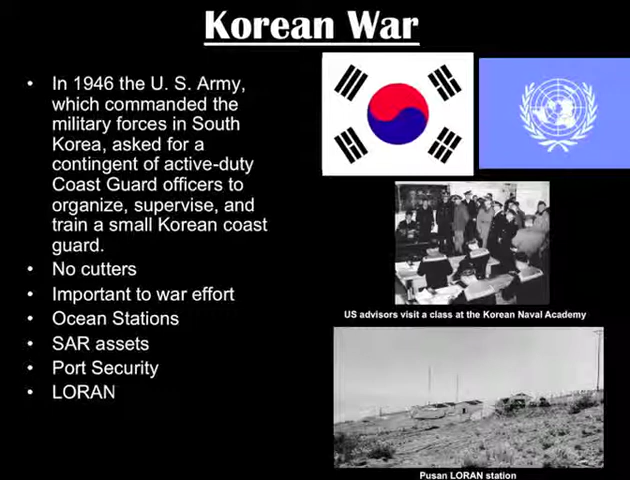 Korean War
• In 1946 the U. S. Army,
which commanded the
military forces in South
Korea, asked for a
contingent of active-duty
Coast Guard officers to
organize, supervise, and
train a small Korean coast
guard.
• No cutters
• Important to war effort
• Ocean Stations
• SAR assets
• Port Security
• LORAN
US advisors visit a class at the Korean Naval Academy
Pusan LORAN station